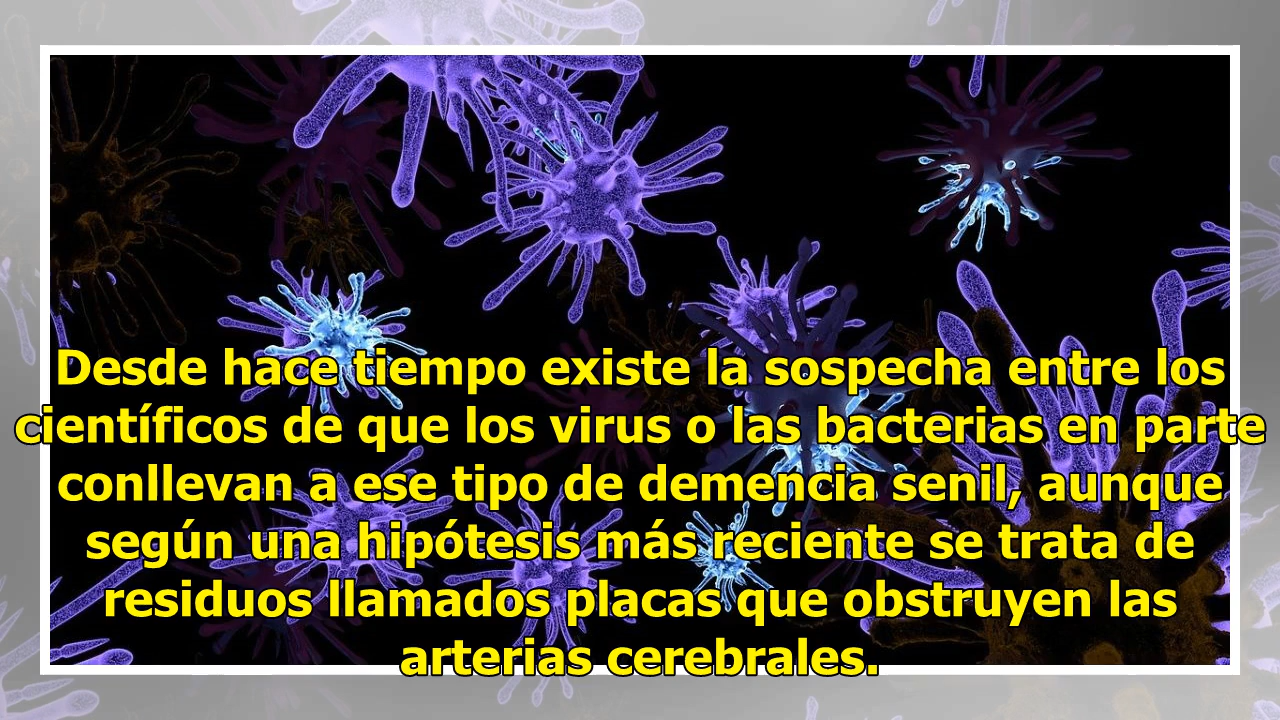 Desde hace tiempo existe la sospecha entre los
científicos de que los virus o las bacterias en parte
conllevan a ese tipo de demencia senil, aunque
según una hipótesis más reciente se trata de
residuos llamados placas que obstruyen las
arterias cerebrales.